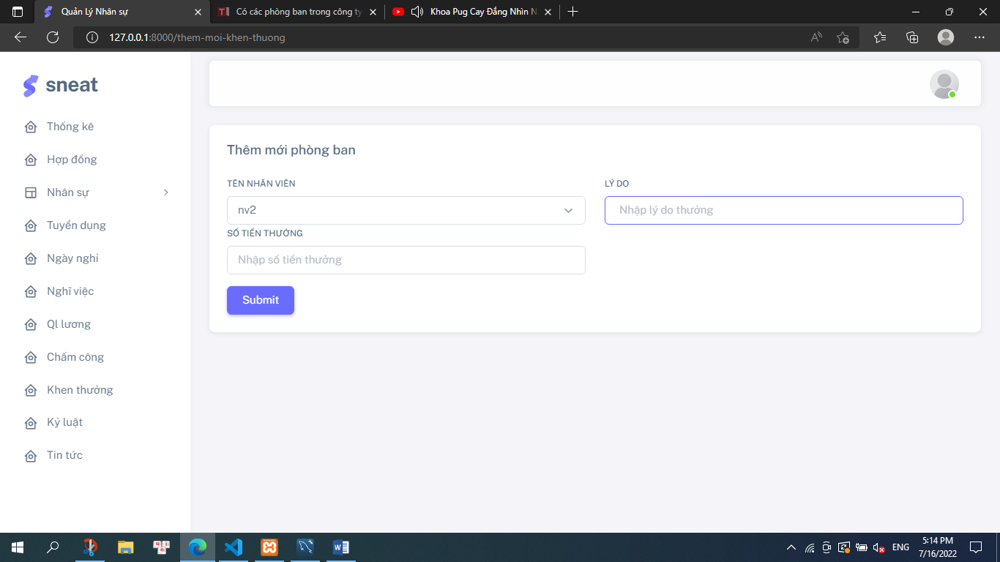 Quản Lý Nhân sự
Có các phòng ban trong công ty
Khoa Pug Cay Đắng Nhìn N
127.0.0.1:8000/them-moi-khen-thuong
sneat
Thống kê
Hợp đồng
Nhân sự
Tuyển dụng
Ngày nghỉ
Nghĩ việc
Ql lương
Chấm công
Khen thưởng
Kỷ luật
Tin tức
Thêm mới phòng ban
TÊN NHÂN VIÊN
nv2
LÝ DO
Nhập lý do thưởng
SỐ TIỀN THƯỞNG
Nhập số tiền thưởng
Submit
ENG
5:14 PM
7/16/2022